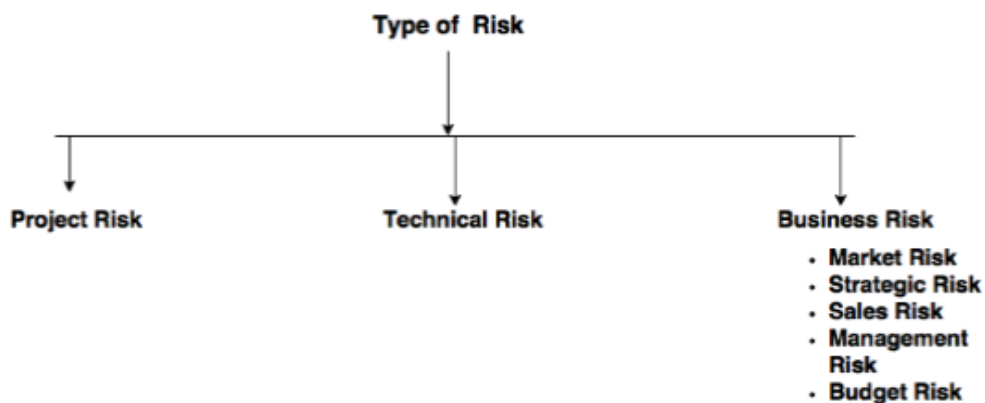 Type of Risk
Project Risk
Technical Risk
Business Risk
• Market Risk
• Strategic Risk
• Sales Risk
• Management
Risk
• Budget Risk